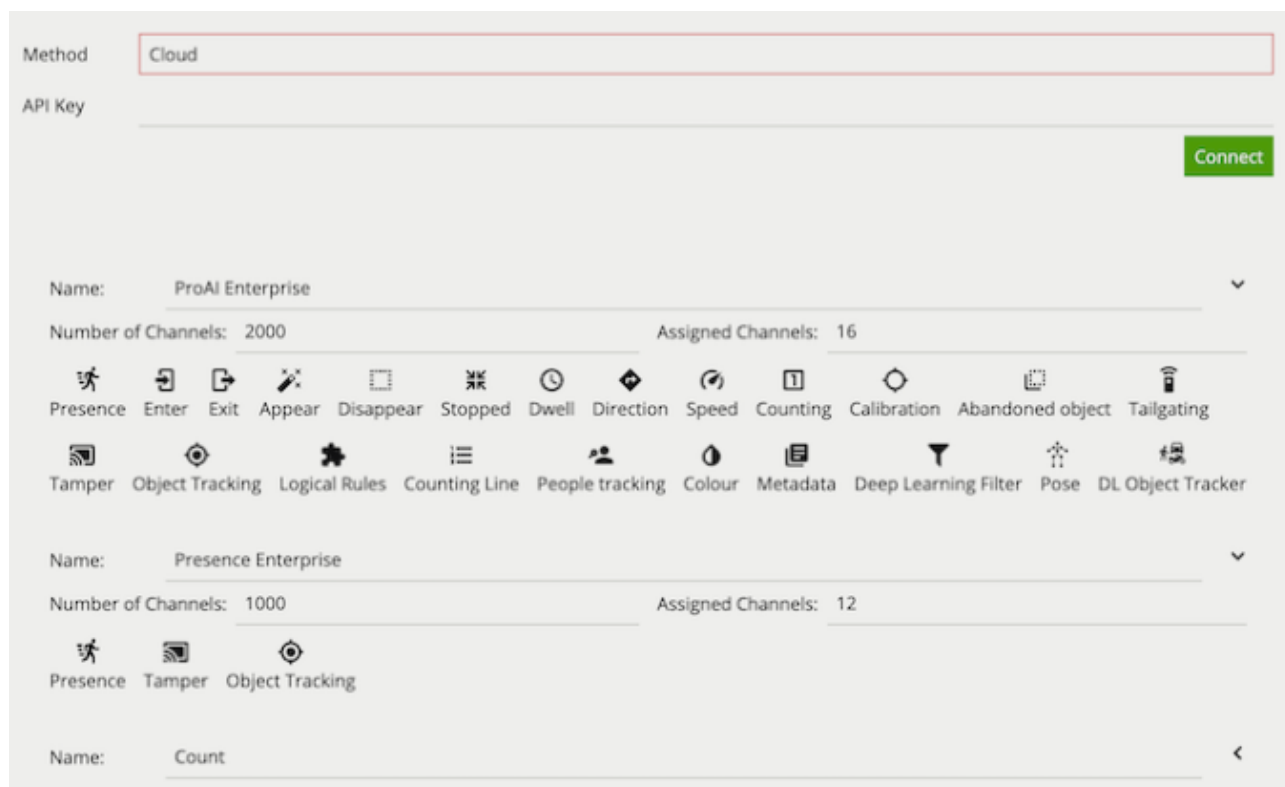 Method Cloud
API Key
Connect
Name: ProAI Enterprise
Number of Channels: 2000 Assigned Channels: 16
Presence Enter Exit Appear Disappear Stopped Dwell Direction Speed Counting Calibration Abandoned object Tailgating
Tamper Object Tracking Logical Rules Counting Line People tracking Colour Metadata Deep Learning Filter Pose DL Object Tracker
Name: Presence Enterprise
Number of Channels: 1000 Assigned Channels: 12
Presence Tamper Object Tracking
Name: Count